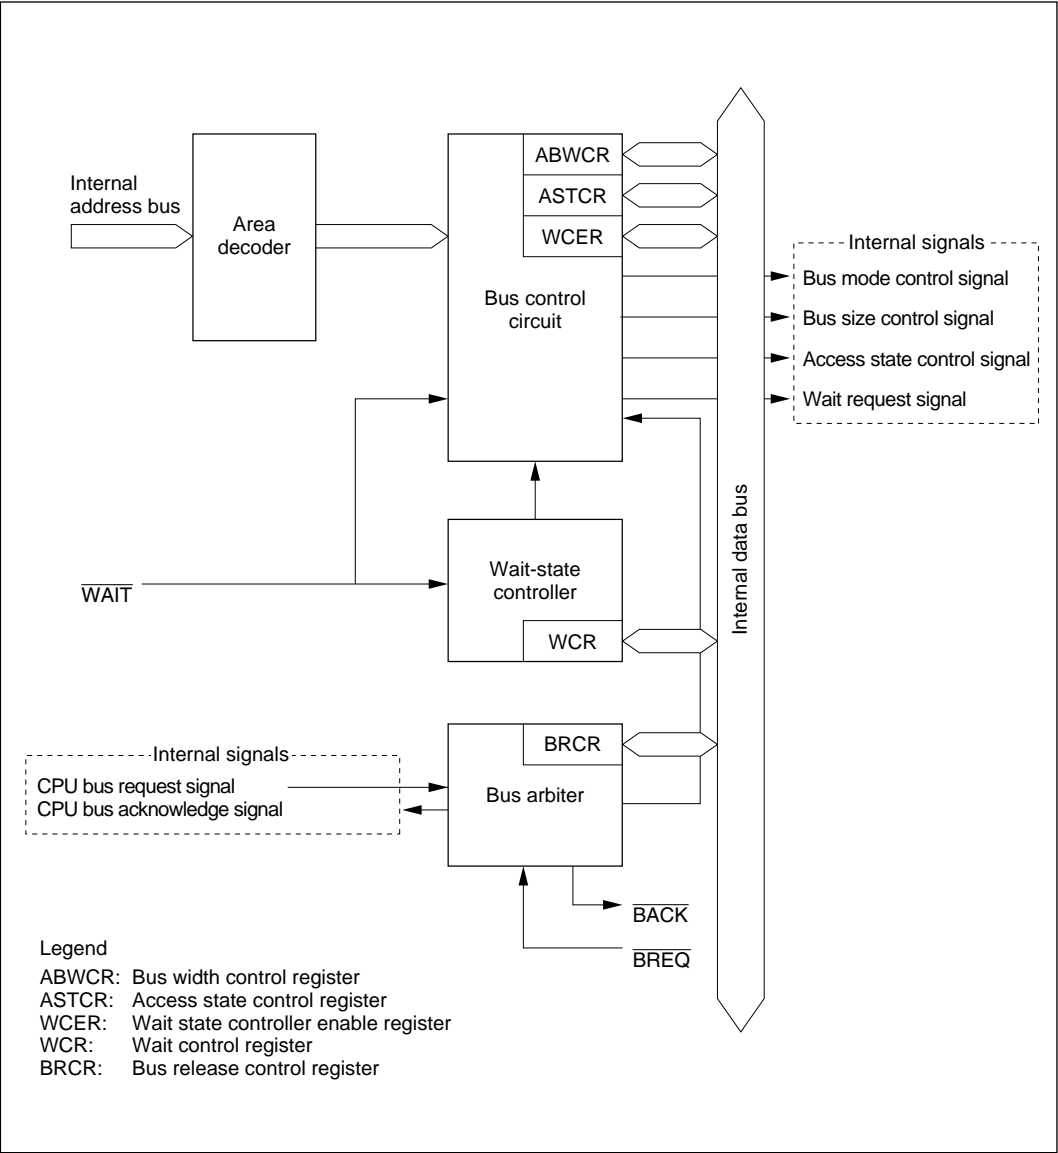 Internal
address bus
Area
decoder
ABWCR
ASTCR
WCER
Bus control
circuit
Internal signals
Bus mode control signal
Bus size control signal
Access state control signal
Wait request signal
Internal data bus
WAIT
Wait-state
controller
WCR
Internal signals
CPU bus request signal
CPU bus acknowledge signal
BRCR
Bus arbiter
BACK
BREQ
Legend
ABWCR: Bus width control register
ASTCR: Access state control register
WCER: Wait state controller enable register
WCR: Wait control register
BRCR: Bus release control register